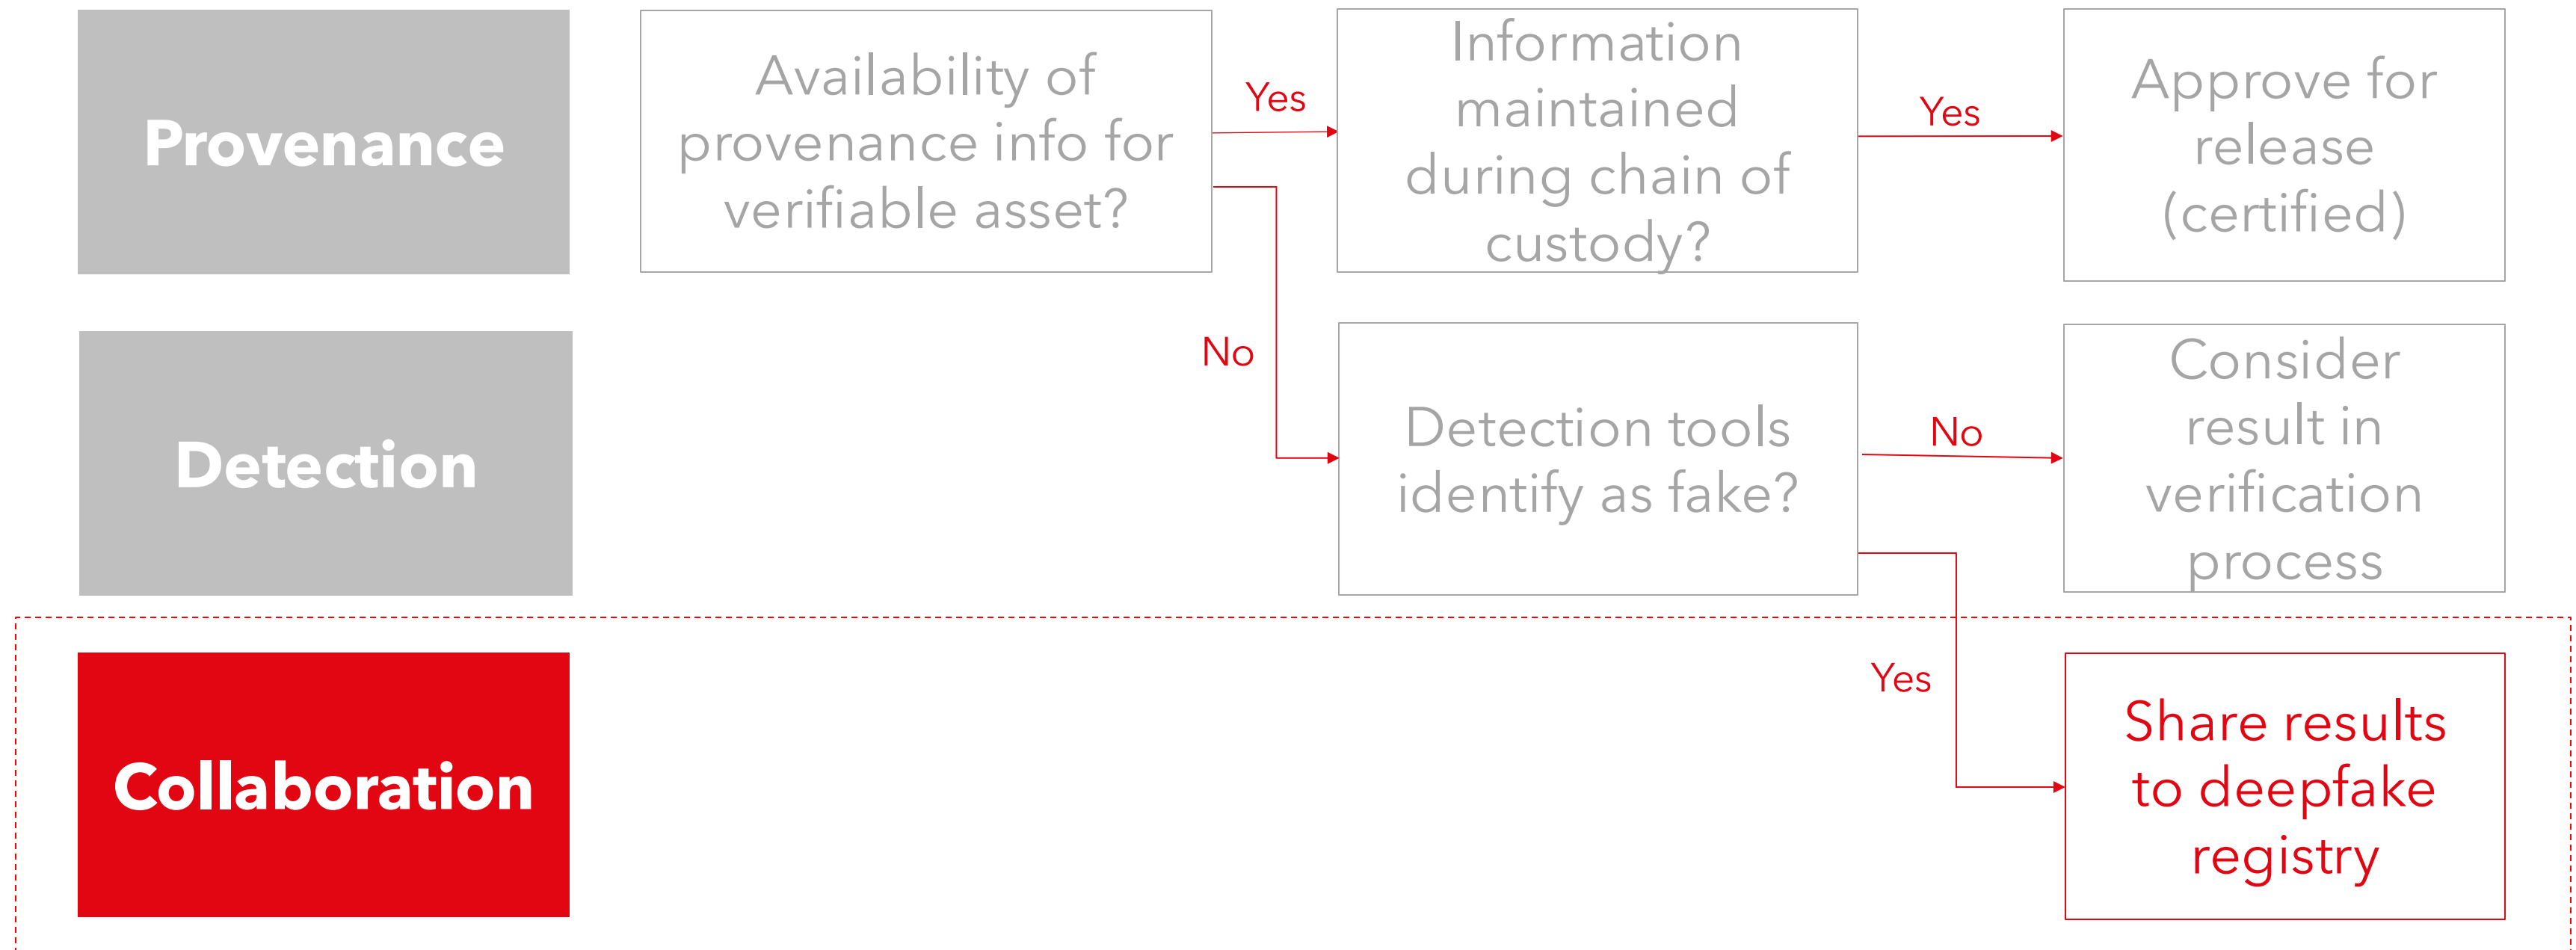 Provenance
Availability of
provenance info for
verifiable asset?
Yes
Information
maintained
during chain of
custody?
Yes
Approve for
release
(certified)
No
Detection
Detection tools
identify as fake?
No
Consider
result in
verification
process
Collaboration
Yes
Share results
to deepfake
registry